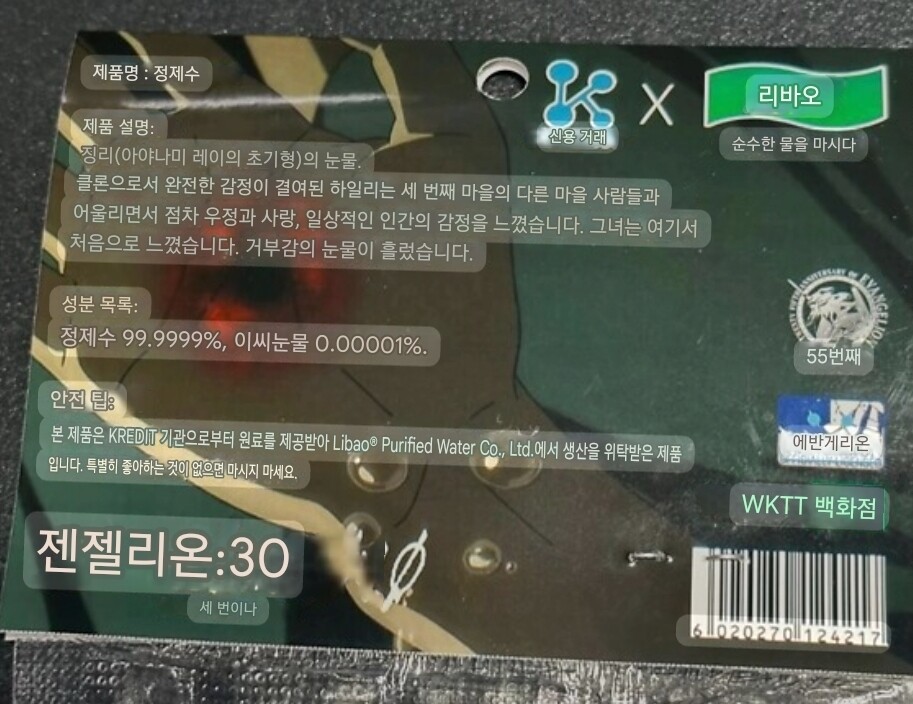 제품명 : 정제수
신용 거래
X
리바오
순수한 물을 마시다
제품 설명:
징리(아야나미 레이의 초기형)의 눈물.
클론으로서 완전한 감정이 결여된 하일리는 세 번째 마을의 다른 마을 사람들과
어울리면서 점차 우정과 사랑, 일상적인 인간의 감정을 느꼈습니다. 그녀는 여기서
처음으로 느꼈습니다. 거부감의 눈물이 흘렀습니다.
성분 목록:
정제수 99.9999%, 이씨눈물 0.00001%.
OF EVANGELION
55번째
안전 팁:
본 제품은 KREDIT 기관으로부터 원료를 제공받아 Libao® Purified Water Co., Ltd.에서 생산을 위탁받은 제품
입니다. 특별히 좋아하는 것이 없으면 마시지 마세요.
에반게리온
WKTT 백화점
젠젤리온:30
세 번이나
6 020270 124217